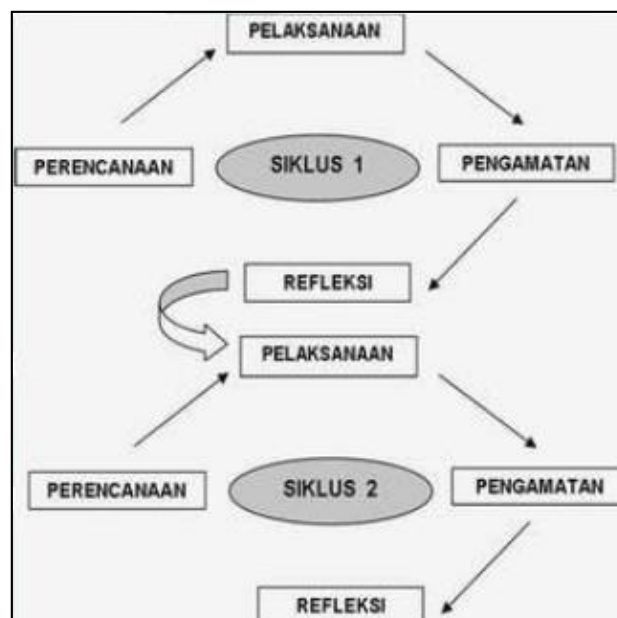 PELAKSANAAN
PERENCANAAN
SIKLUS 1
PENGAMATAN
REFLEKSI
PELAKSANAAN
PERENCANAAN
SIKLUS 2
PENGAMATAN
REFLEKSI